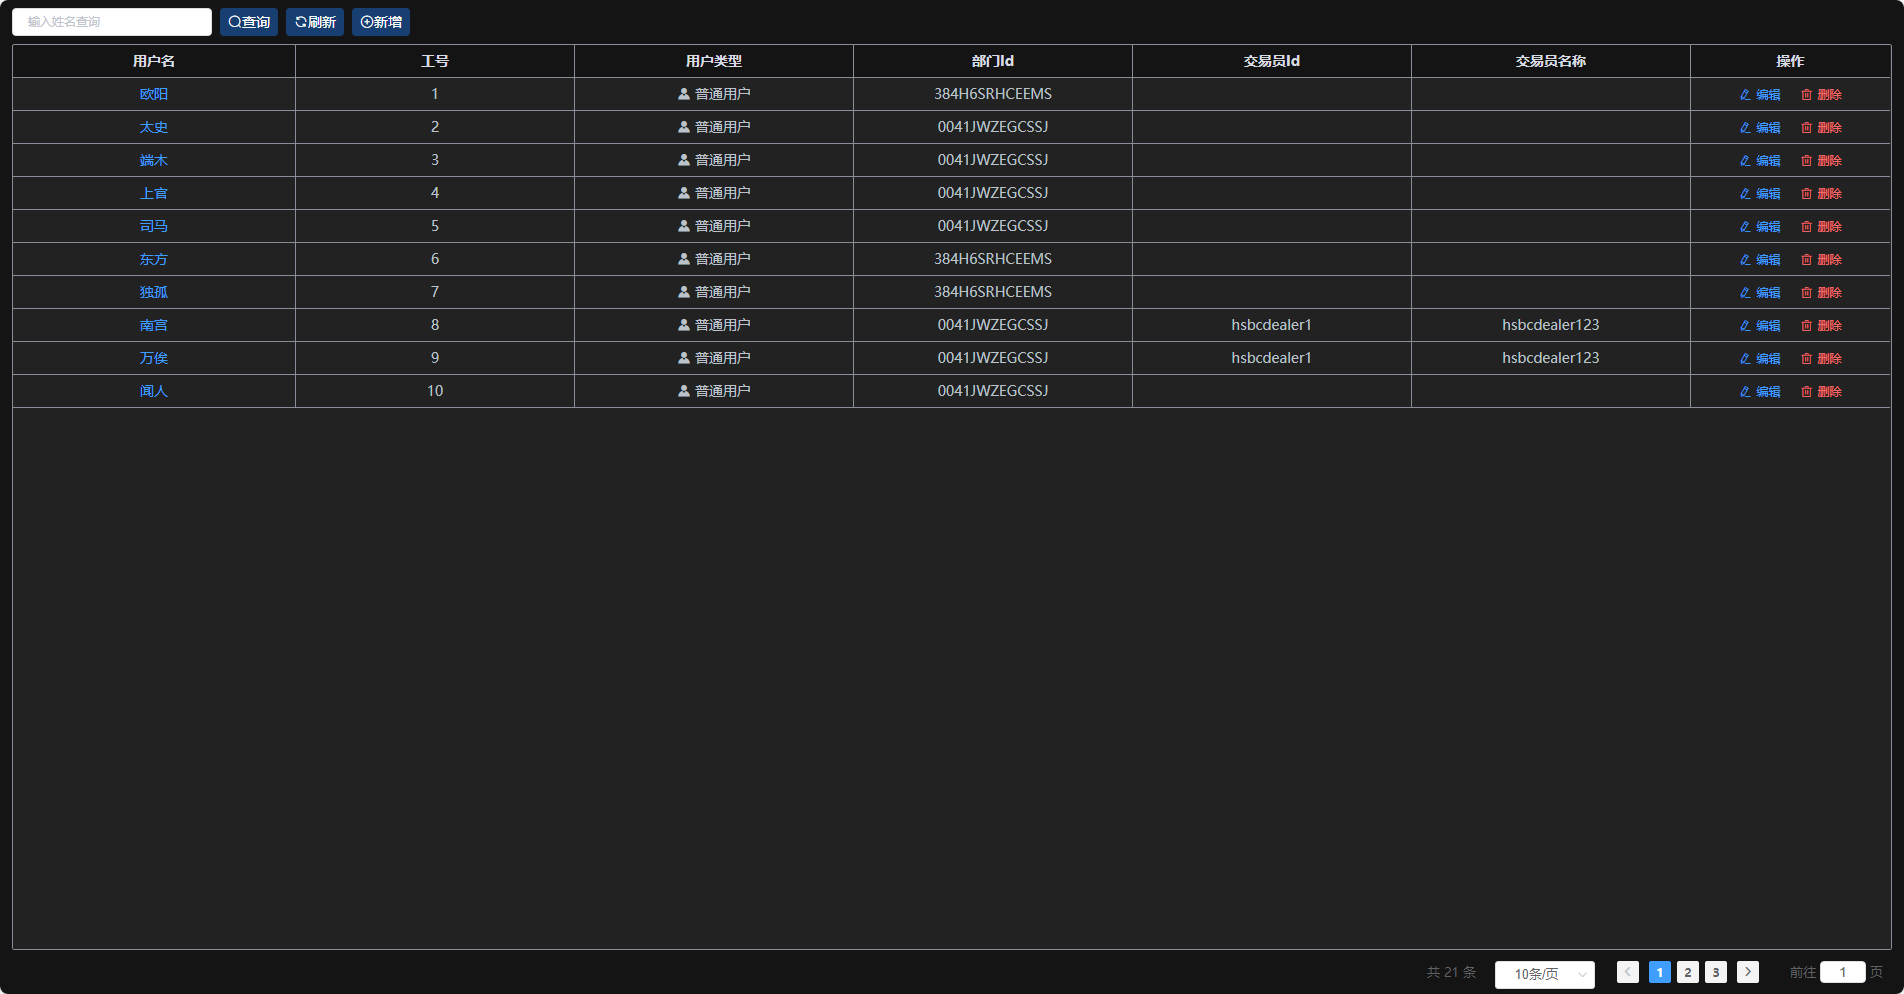 输入姓名查询 查询 刷新 新增
用户名 工号 用户类型 部门Id 交易员Id 交易员名称 操作
欧阳 1 普通用户 384H6SRHCEEMS 编辑 删除
太史 2 普通用户 0041JWZEGCSSJ 编辑 删除
端木 3 普通用户 0041JWZEGCSSJ 编辑 删除
上官 4 普通用户 0041JWZEGCSSJ 编辑 删除
司马 5 普通用户 0041JWZEGCSSJ 编辑 删除
东方 6 普通用户 384H6SRHCEEMS 编辑 删除
独孤 7 普通用户 384H6SRHCEEMS 编辑 删除
南宫 8 普通用户 0041JWZEGCSSJ hsbcdealer1 hsbcdealer123 编辑 删除
万俟 9 普通用户 0041JWZEGCSSJ hsbcdealer1 hsbcdealer123 编辑 删除
闻人 10 普通用户 0041JWZEGCSSJ 编辑 删除
共 21 条 10条/页 1 2 3 前往 1 页